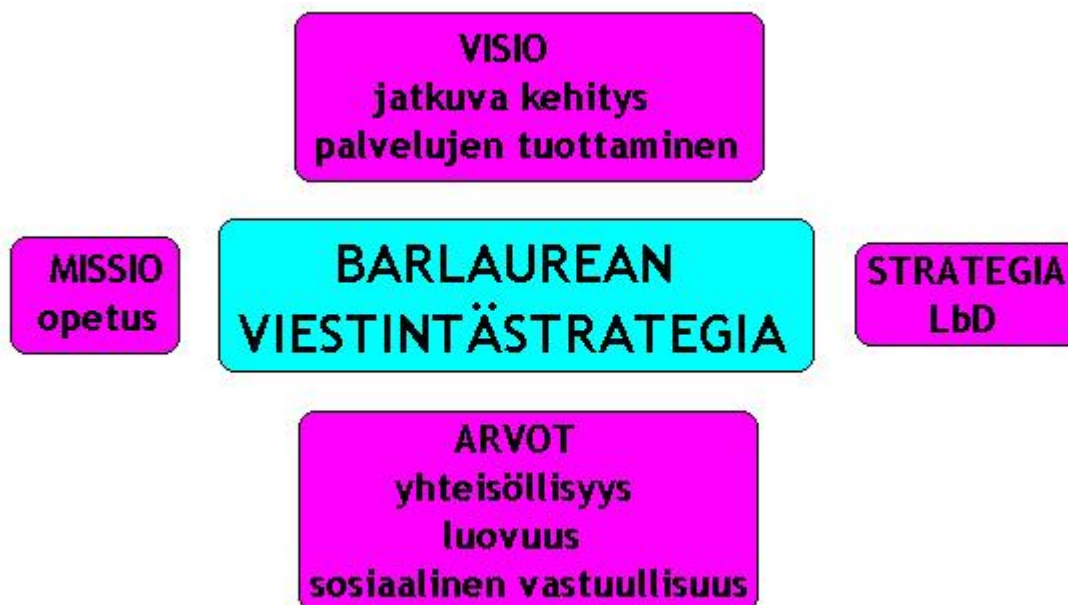 VISIO
jatkuva kehitys
palvelujen tuottaminen
MISSIO
opetus
BARLAUREAN
VIESTINTÄSTRATEGIA
STRATEGIA
LbD
ARVOT
yhteisöllisyys
luovuus
sosiaalinen vastuullisuus